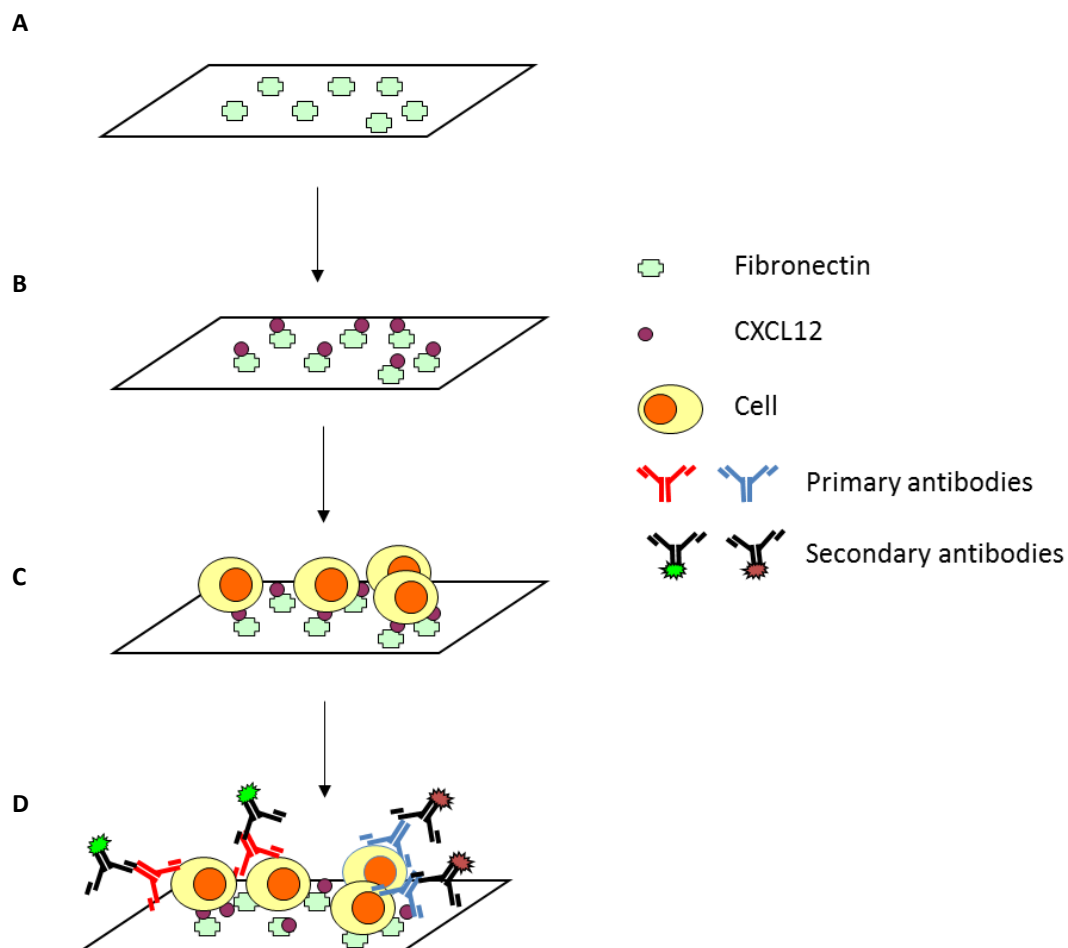 A
B
Fibronectin
CXCL12
Cell
Primary antibodies
Secondary antibodies
C
D